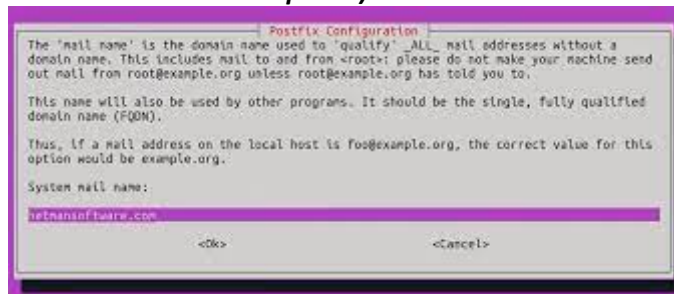 Postfix Configuration
The "mail name" is the domain name used to "qualify" _ALL_ mail addresses without a
domain name. This includes mail to and from <root>: please do not make your machine send
out mail from root@example.org unless root@example.org has told you to.
This name will also be used by other programs. It should be the single, fully qualified
domain name (FQDN).
Thus, if a mail address on the local host is foo@example.org, the correct value for this
option would be example.org.
System mail name:
hetmansoftware.com
<Ok> <Cancel>